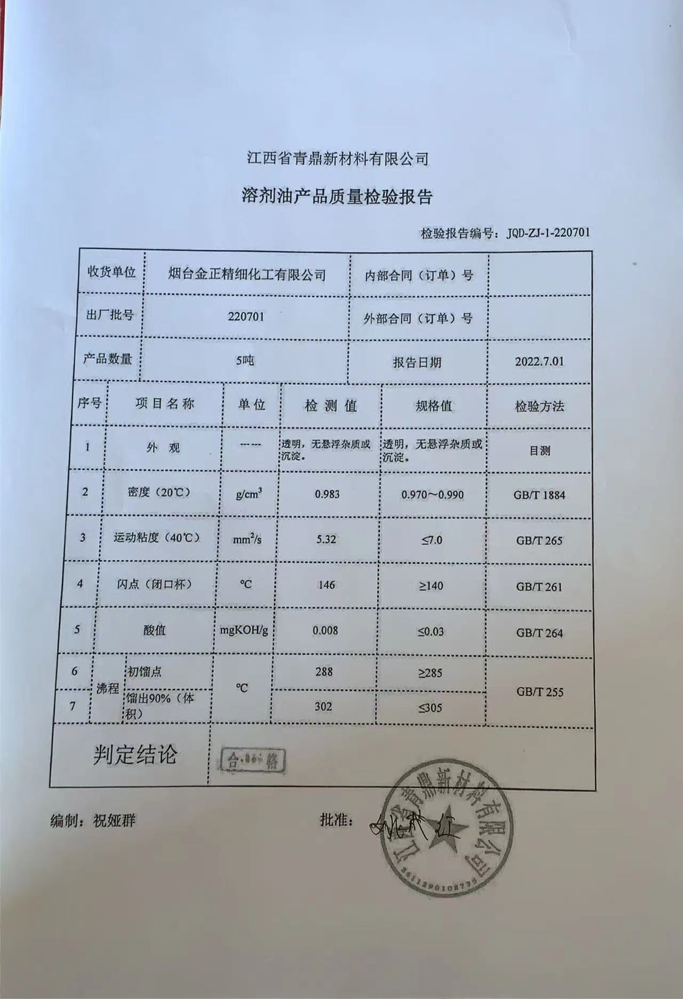 江西省青鼎新材料有限公司
溶剂油产品质量检验报告
检验报告编号：JQD-ZJ-1-220701
收货单位 烟台金正精细化工有限公司 内部合同（订单）号
出厂批号 220701 外部合同（订单）号
产品数量 5吨 报告日期 2022.7.01
序号 项目名称 单位 检测值 规格值 检验方法
1 外 观 ------ 透明，无悬浮杂质或沉淀。 透明，无悬浮杂质或沉淀。 目测
2 密度（20℃） g/cm³ 0.983 0.970～0.990 GB/T 1884
3 运动粘度（40℃） mm²/s 5.32 ≤7.0 GB/T 265
4 闪点（闭口杯） ℃ 146 ≥140 GB/T 261
5 酸值 mgKOH/g 0.008 ≤0.03 GB/T 264
6 沸程 初馏点 ℃ 288 ≥285 GB/T 255
7 馏出90%（体积） 302 ≤305
判定结论 合 格
编制：祝娅群 批准：
江西省青鼎新材料有限公司